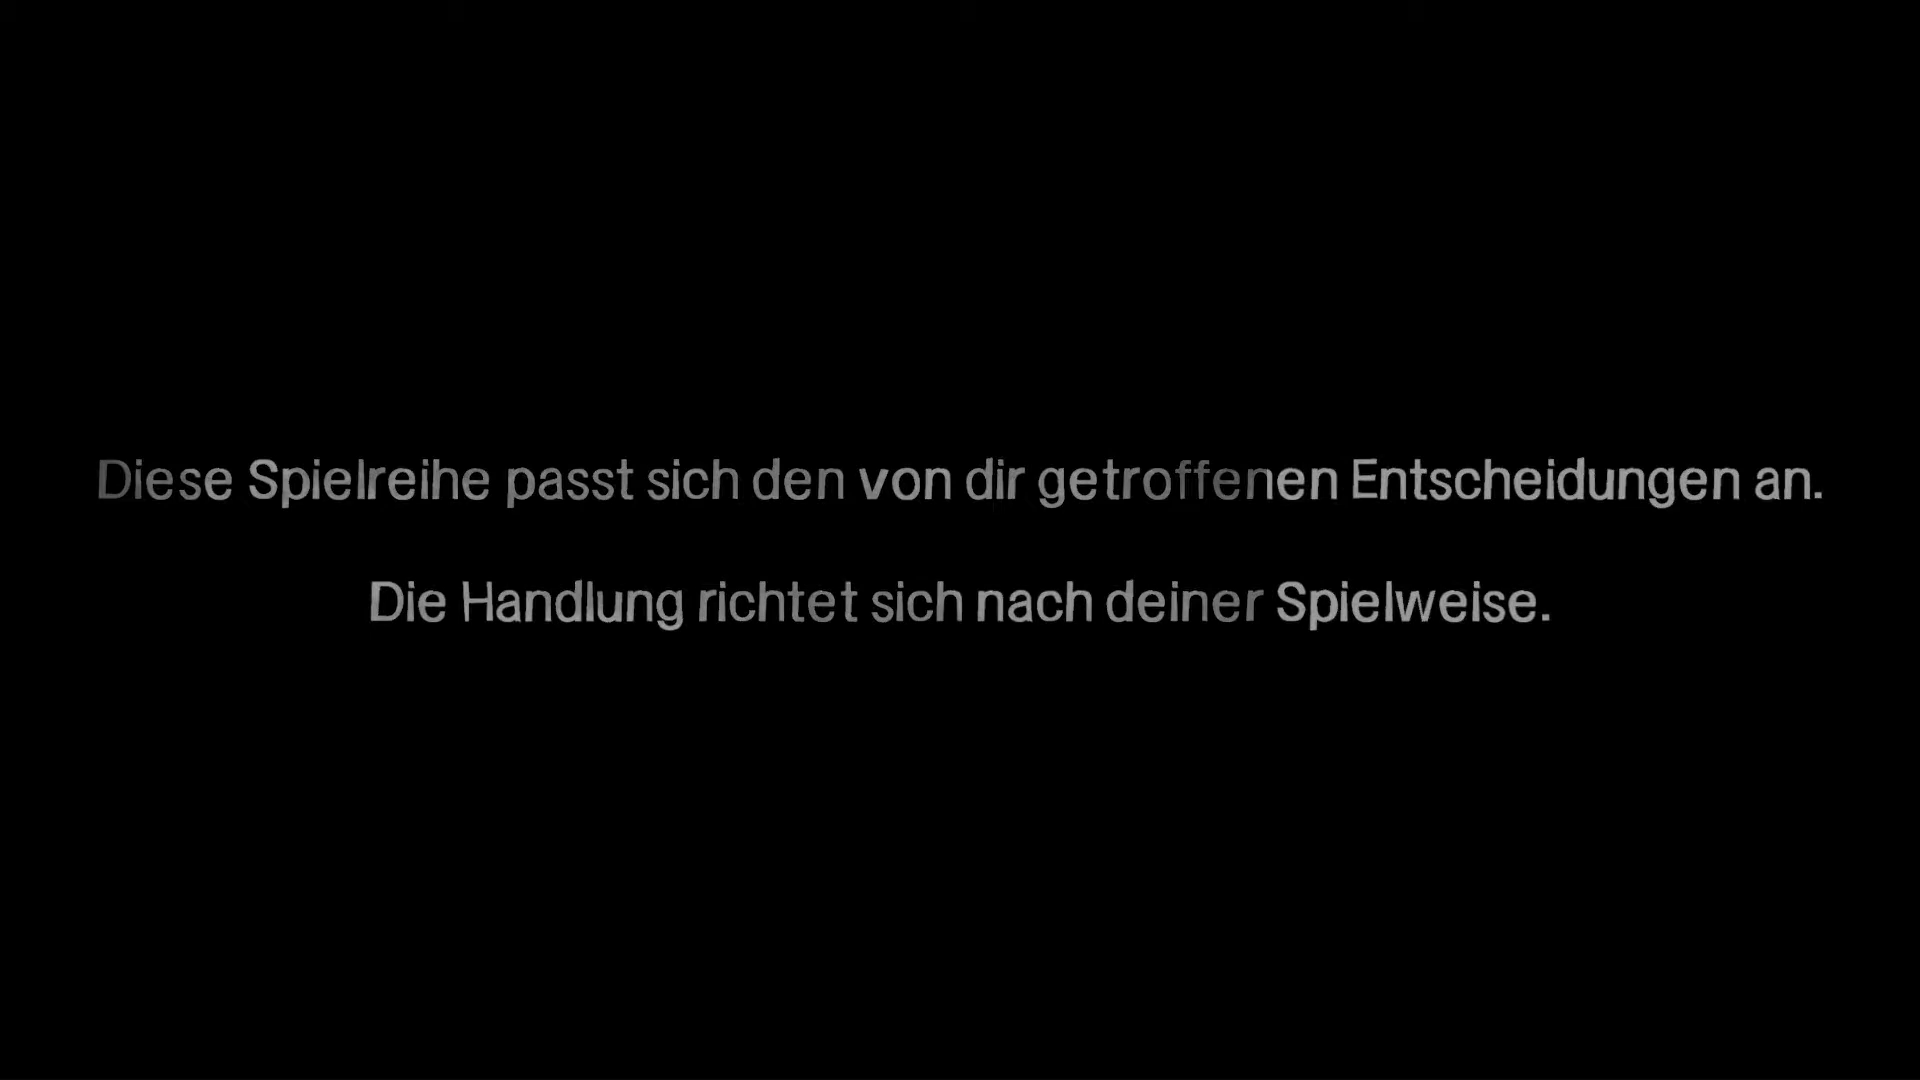 Diese Spielreihe passt sich den von dir getroffenen Entscheidungen an.
Die Handlung richtet sich nach deiner Spielweise.